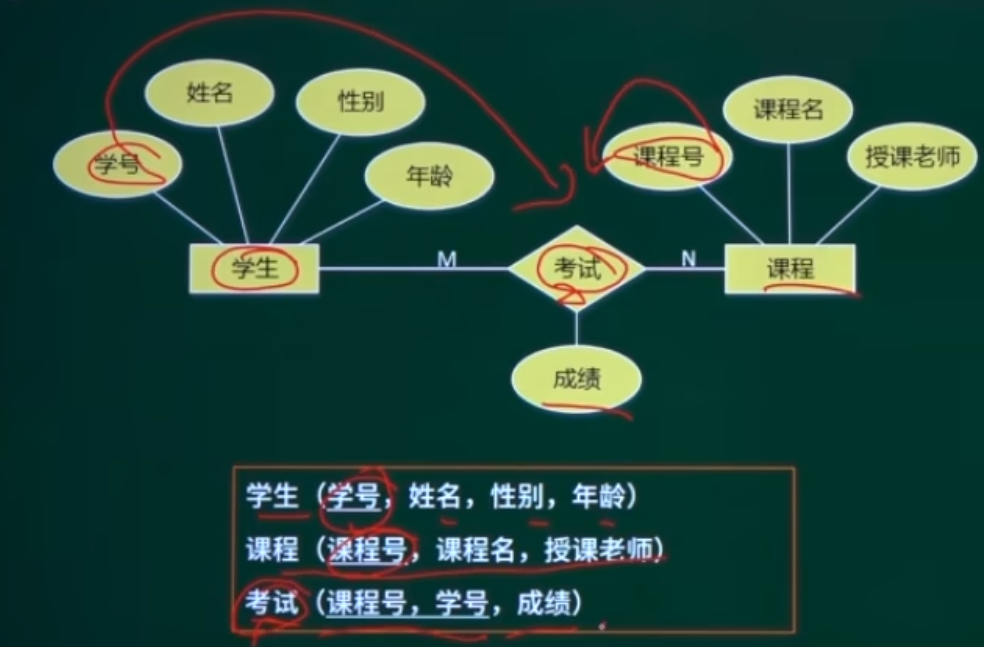 姓名
性别
课程名
学号
年龄
课程号
授课老师
学生
M
考试
N
课程
成绩
学生（学号，姓名，性别，年龄）
课程（课程号，课程名，授课老师）
考试（课程号，学号，成绩）